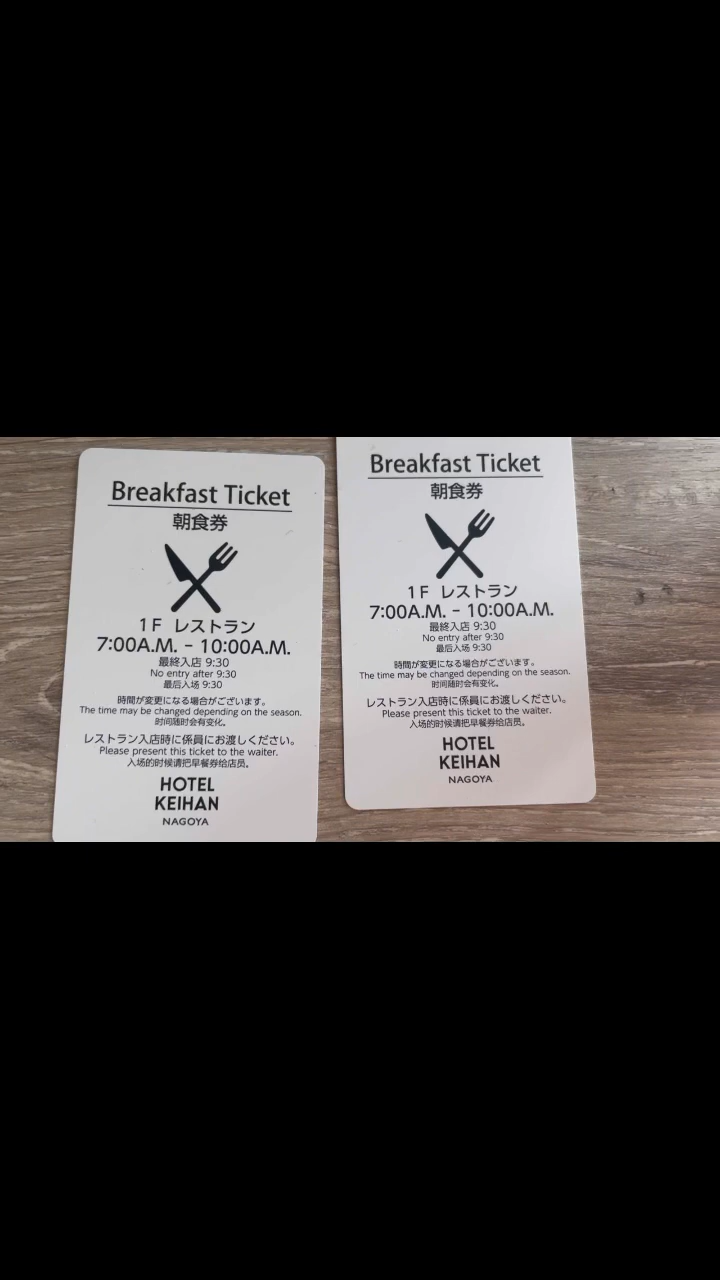 Breakfast Ticket
朝食券
1F レストラン
7:00A.M. - 10:00A.M.
最終入店 9:30
No entry after 9:30
最后入场 9:30
時間が変更になる場合がございます。
The time may be changed depending on the season.
时间随时会有变化。
レストラン入店時に係員にお渡しください。
Please present this ticket to the waiter.
入场的时候请把早餐券给店员。
HOTEL
KEIHAN
NAGOYA
Breakfast Ticket
朝食券
1F レストラン
7:00A.M. - 10:00A.M.
最終入店 9:30
No entry after 9:30
最后入场 9:30
時間が変更になる場合がございます。
The time may be changed depending on the season.
时间随时会有变化。
レストラン入店時に係員にお渡しください。
Please present this ticket to the waiter.
入场的时候请把早餐券给店员。
HOTEL
KEIHAN
NAGOYA